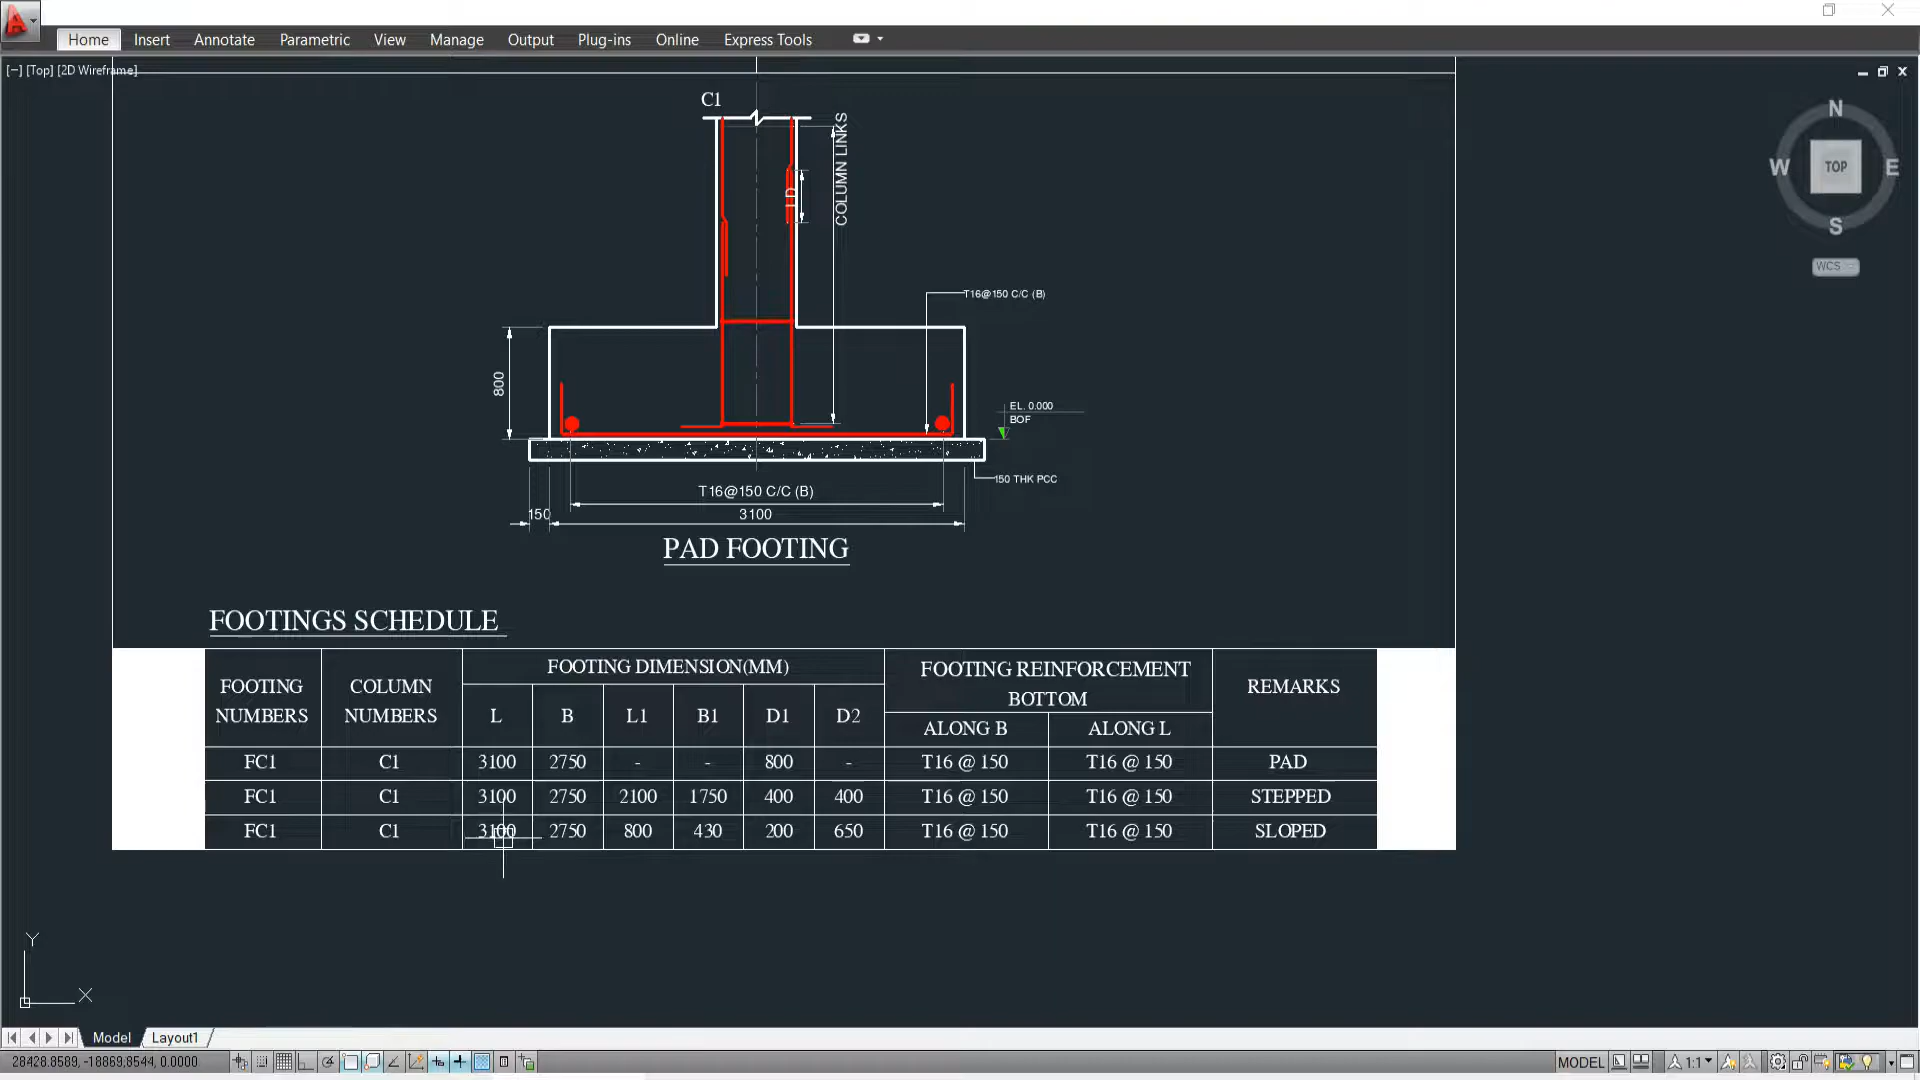 Home Insert Annotate Parametric View Manage Output Plug-ins Online Express Tools
[−] [Top] [2D Wireframe]
C1
COLUMN LINKS
LD
T16@150 C/C (B)
800
EL. 0.000
BOF
150 THK PCC
T16@150 C/C (B)
150
3100
PAD FOOTING
N
W TOP E
S
WCS
FOOTINGS SCHEDULE
FOOTING NUMBERS COLUMN NUMBERS FOOTING DIMENSION(MM) FOOTING REINFORCEMENT BOTTOM REMARKS
L B L1 B1 D1 D2 ALONG B ALONG L
FC1 C1 3100 2750 - - 800 - T16 @ 150 T16 @ 150 PAD
FC1 C1 3100 2750 2100 1750 400 400 T16 @ 150 T16 @ 150 STEPPED
FC1 C1 3100 2750 800 430 200 650 T16 @ 150 T16 @ 150 SLOPED
Y
X
Model Layout1
28428.8589, -18869.8544, 0.0000 MODEL 1:1